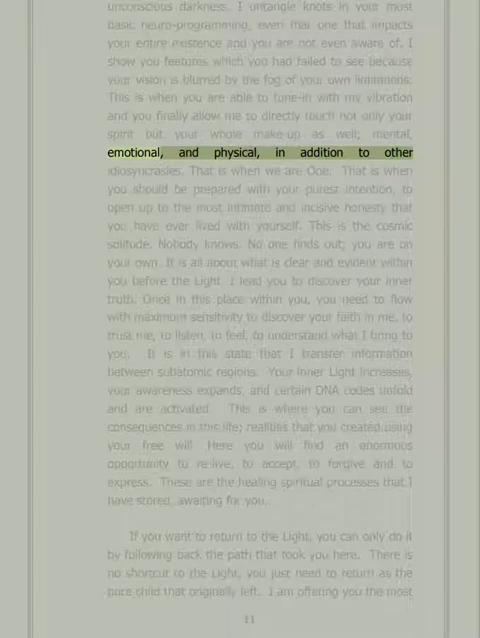 unconscious darkness. I untangle knots in your most
basic neuro-programming, even that one that impacts
your entire existence and you are not even aware of. I
show you features which you had failed to see because
your vision is blurred by the fog of your own limitations.
This is when you are able to tune-in with my vibration
and you finally allow me to directly touch not only your
spirit but your whole make-up as well; mental,
emotional, and physical, in addition to other
idiosyncrasies. That is when we are One. That is when
you should be prepared with your purest intention, to
open up to the most intimate and incisive honesty that
you have ever lived with yourself. This is the cosmic
solitude. Nobody knows. No one finds out; you are on
your own. It is all about what is clear and evident within
you before the Light. I lead you to discover your inner
truth. Once in this place within you, you need to flow
with maximum sensitivity to discover your faith in me, to
trust me, to listen, to feel, to understand what I bring to
you. It is in this state that I transfer information
between subatomic regions. Your Inner Light increases,
your awareness expands, and certain DNA codes unfold
and are activated. This is where you can see the
consequences in this life; realities that you created using
your free will. Here you will find an enormous
opportunity to re-live, to accept, to forgive and to
express. These are the healing spiritual processes that I
have stored, awaiting for you.
If you want to return to the Light, you can only do it
by following back the path that took you here. There is
no shortcut to the Light, you just need to return as the
pure child that originally left. I am offering you the most
11